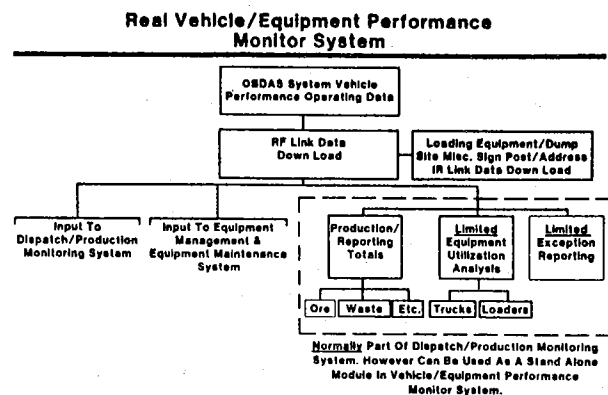 Real Vehicle/Equipment Performance
Monitor System
OSDAS System Vehicle
Performance Operating Data
RF Link Data
Down Load
Loading Equipment/Dump
Site Misc. Sign Post/Address
IR Link Data Down Load
Input To
Dispatch/Production
Monitoring System
Input To Equipment
Management &
Equipment Maintenance
System
Production/
Reporting
Totals
Limited
Equipment
Utilization
Analysis
Limited
Exception
Reporting
Ore
Waste
Etc.
Trucks
Loaders
Normally Part Of Dispatch/Production Monitoring
System. However Can Be Used As A Stand Alone
Module In Vehicle/Equipment Performance
Monitor System.